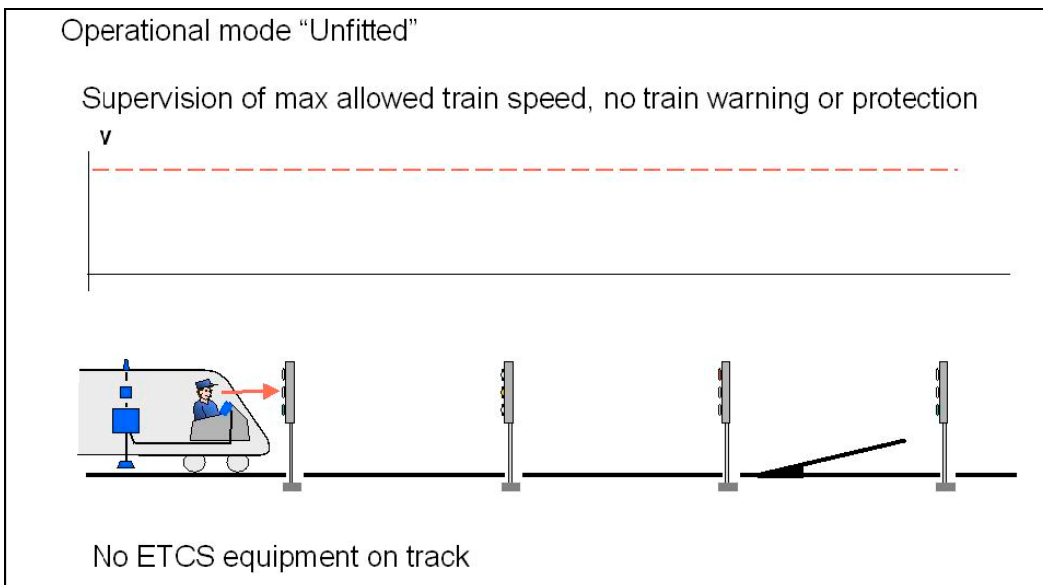 Operational mode “Unfitted”
Supervision of max allowed train speed, no train warning or protection
v
No ETCS equipment on track